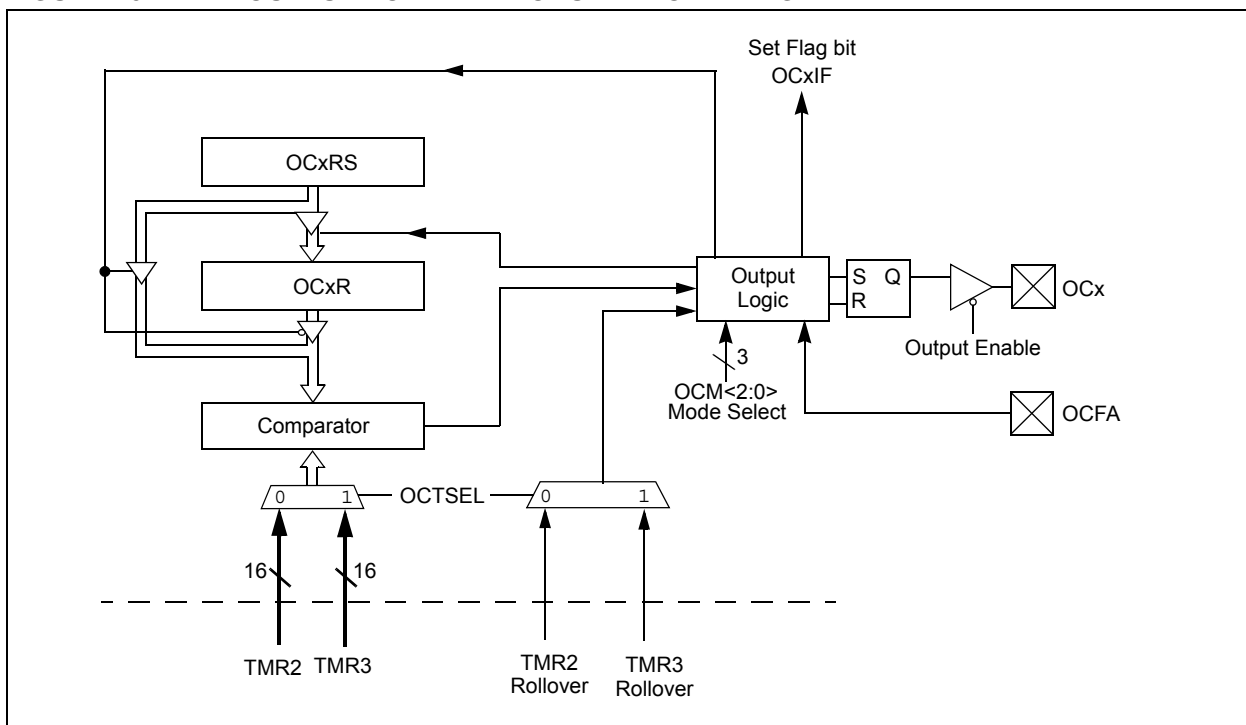 Set Flag bit
OCxIF
OCxRS
OCxR
Output
Logic
S Q
R
OCx
Output Enable
3
OCM<2:0>
Mode Select
OCFA
Comparator
0 1
OCTSEL
0 1
16
16
TMR2
TMR3
TMR2
Rollover
TMR3
Rollover